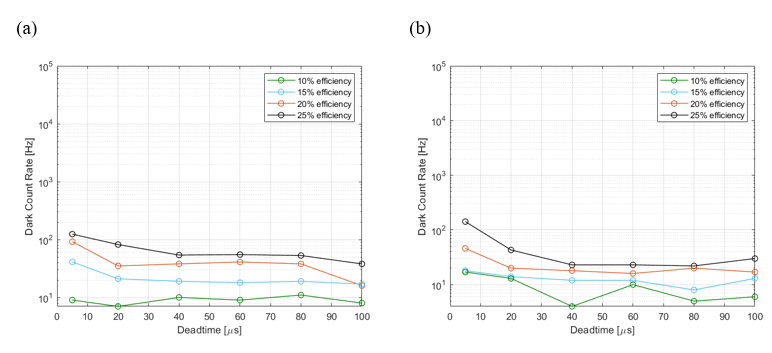 (a)
(b)
10^5
10^4
10^3
10^2
10^1
Dark Count Rate [Hz]
10% efficiency
15% efficiency
20% efficiency
25% efficiency
0 10 20 30 40 50 60 70 80 90 100
Deadtime [μs]
10^5
10^4
10^3
10^2
10^1
Dark Count Rate [Hz]
10% efficiency
15% efficiency
20% efficiency
25% efficiency
0 10 20 30 40 50 60 70 80 90 100
Deadtime [μs]